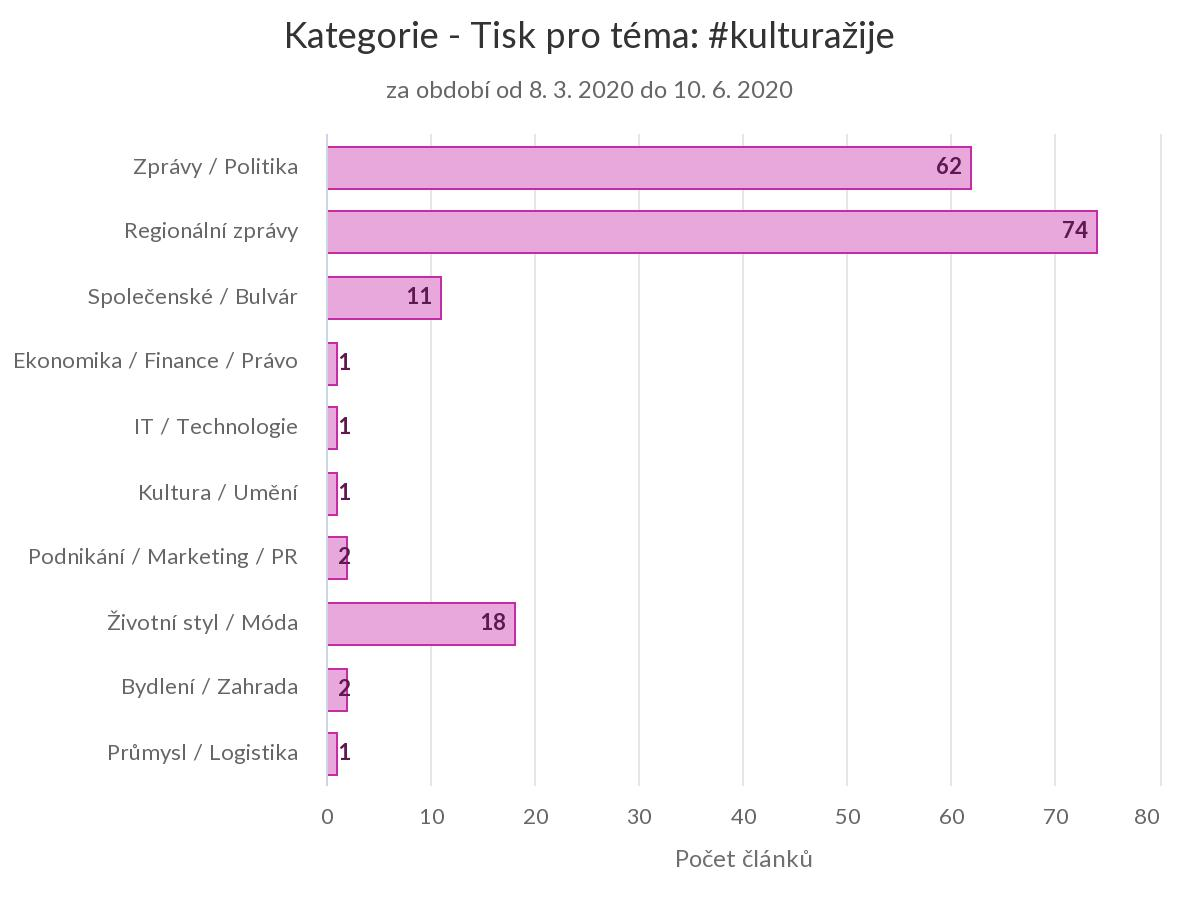 Kategorie - Tisk pro téma: #kulturažije
za období od 8. 3. 2020 do 10. 6. 2020
Zprávy / Politika 62
Regionální zprávy 74
Společenské / Bulvár 11
Ekonomika / Finance / Právo 1
IT / Technologie 1
Kultura / Umění 1
Podnikání / Marketing / PR 2
Životní styl / Móda 18
Bydlení / Zahrada 2
Průmysl / Logistika 1
0 10 20 30 40 50 60 70 80
Počet článků